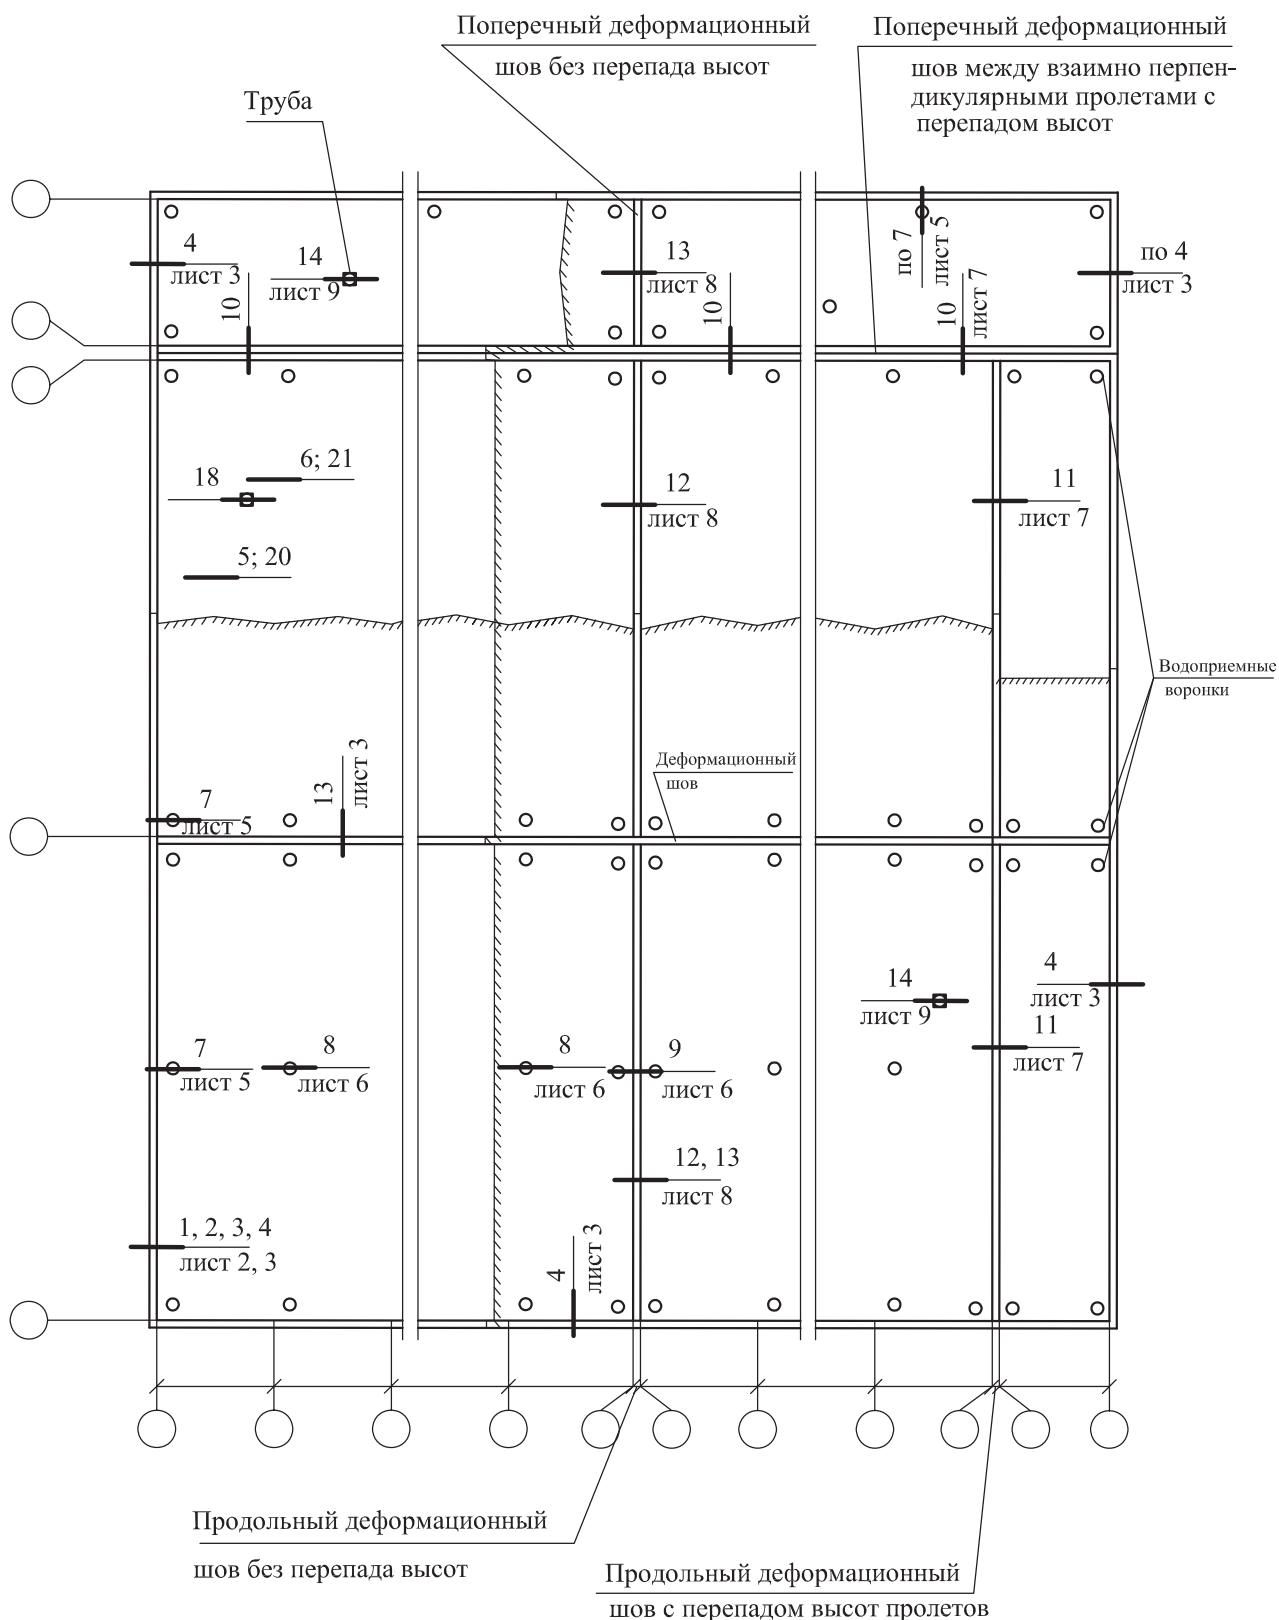 Поперечный деформационный
шов без перепада высот
Поперечный деформационный
шов между взаимно перпен-
дикулярными пролетами с
перепадом высот
Труба
4
лист 3
14
лист 9
10
13
лист 8
10
по 7
лист 5
10
лист 7
по 4
лист 3
6; 21
18
5; 20
12
лист 8
11
лист 7
Водоприемные
воронки
Деформационный
шов
7
лист 5
13
лист 3
14
лист 9
4
лист 3
11
лист 7
7
лист 5
8
лист 6
8
лист 6
9
лист 6
12, 13
лист 8
1, 2, 3, 4
лист 2, 3
4
лист 3
Продольный деформационный
шов без перепада высот
Продольный деформационный
шов с перепадом высот пролетов